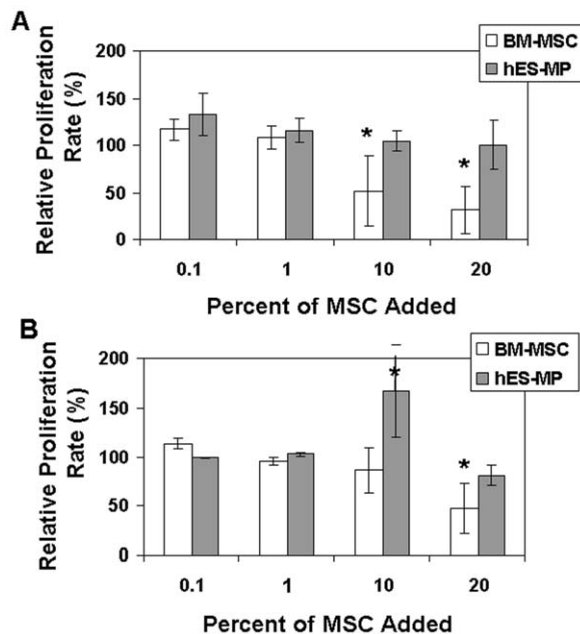 A
BM-MSC
hES-MP
Relative Proliferation
Rate (%)
200
150
100
50
0
*
*
0.1 1 10 20
Percent of MSC Added
B
BM-MSC
hES-MP
Relative Proliferation
Rate (%)
200
150
100
50
0
*
*
0.1 1 10 20
Percent of MSC Added